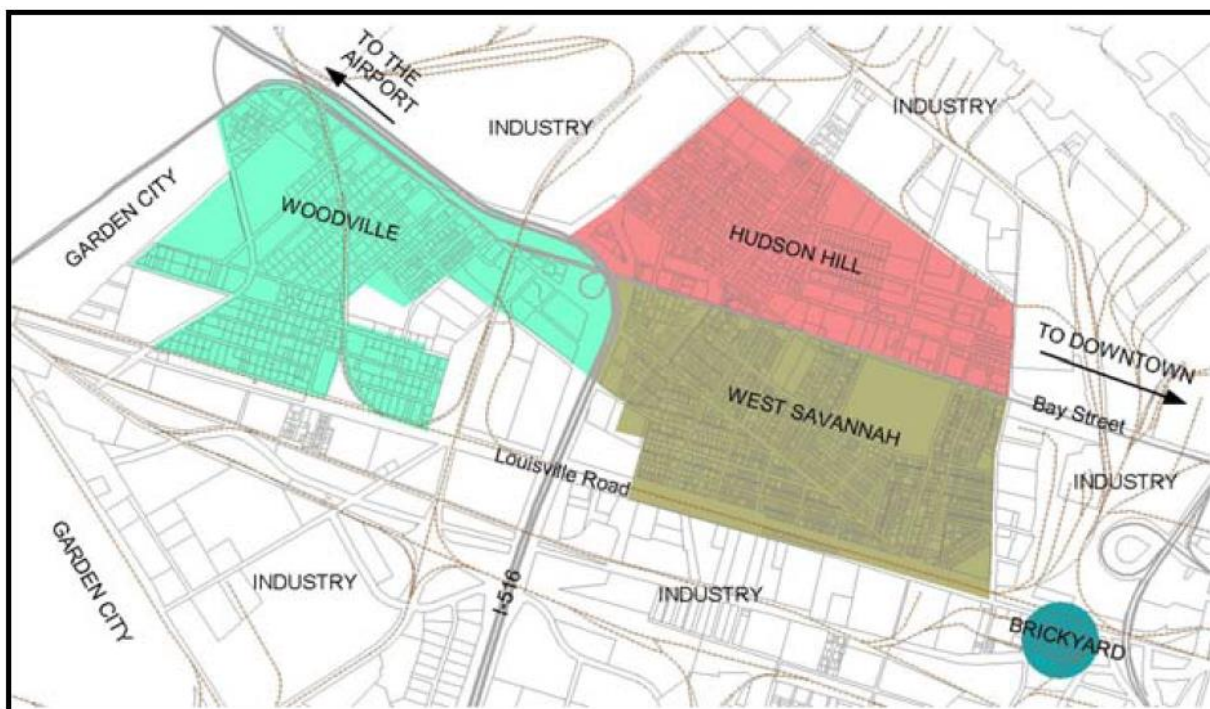 TO THE
AIRPORT
INDUSTRY
INDUSTRY
GARDEN CITY
WOODVILLE
HUDSON HILL
TO DOWNTOWN
WEST SAVANNAH
Bay Street
Louisville Road
INDUSTRY
GARDEN CITY
INDUSTRY
I-516
INDUSTRY
BRICKYARD